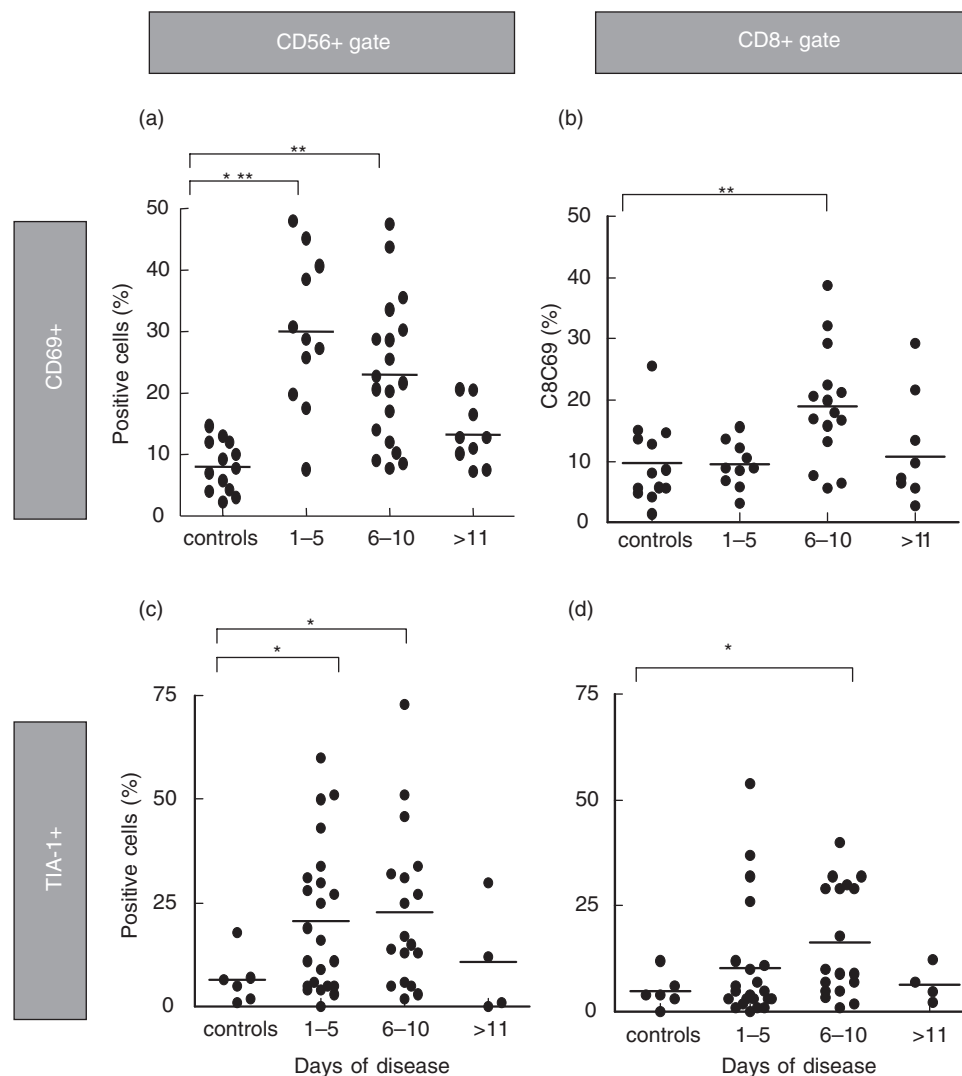 CD56+ gate
CD8+ gate
CD69+
TIA-1+
(a)
**
* **
50
40
30
20
10
0
Positive cells (%)
controls 1–5 6–10 >11
(b)
**
50
40
30
20
10
0
C8C69 (%)
controls 1–5 6–10 >11
(c)
*
*
75
50
25
0
Positive cells (%)
controls 1–5 6–10 >11
Days of disease
(d)
*
75
50
25
0
Positive cells (%)
controls 1–5 6–10 >11
Days of disease